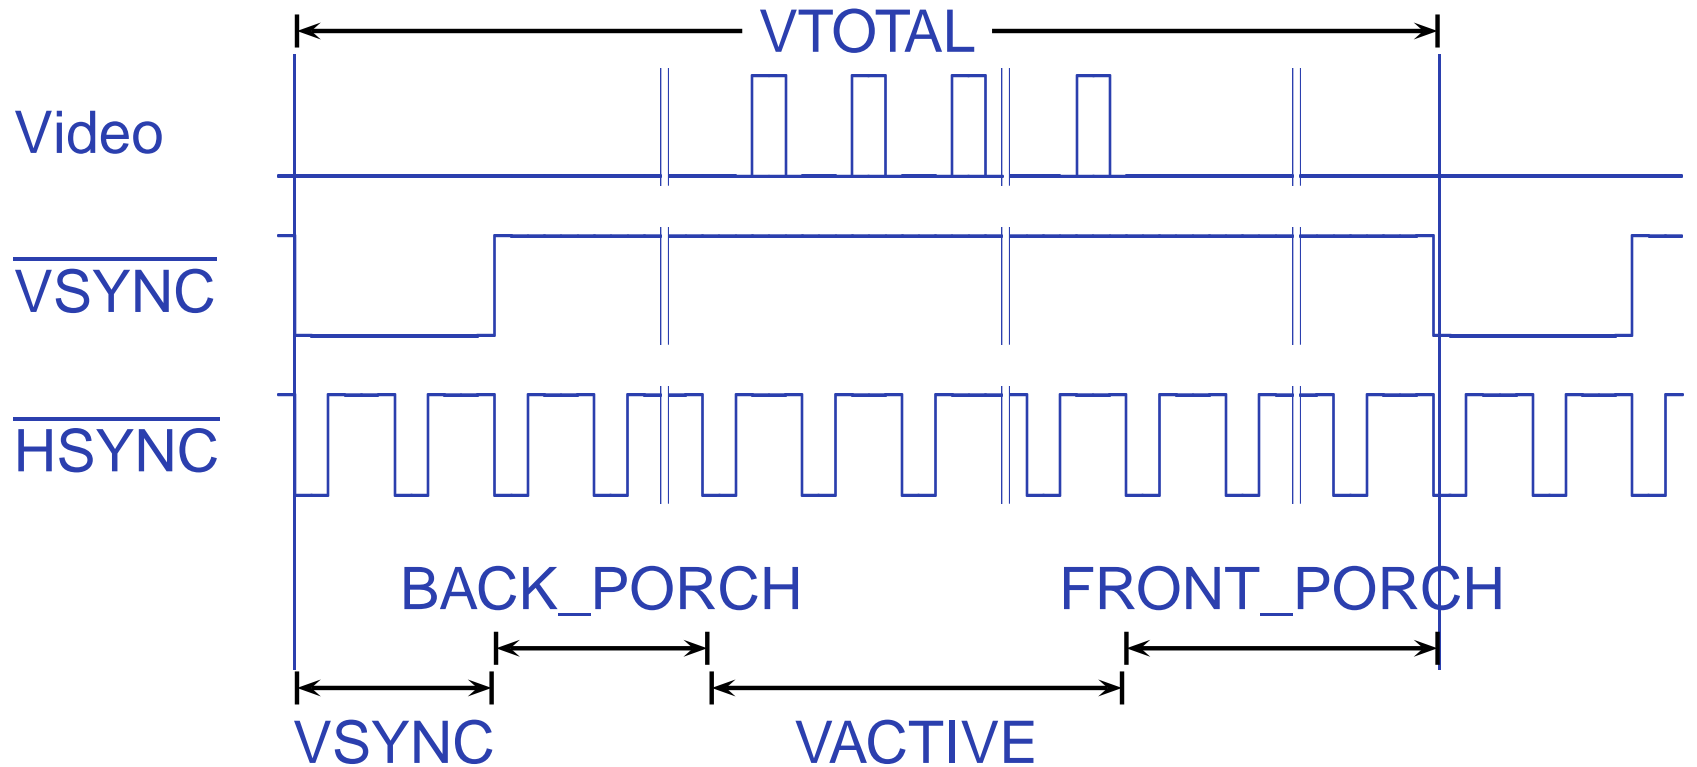 VTOTAL
Video
VSYNC
HSYNC
BACK_PORCH
FRONT_PORCH
VSYNC
VACTIVE